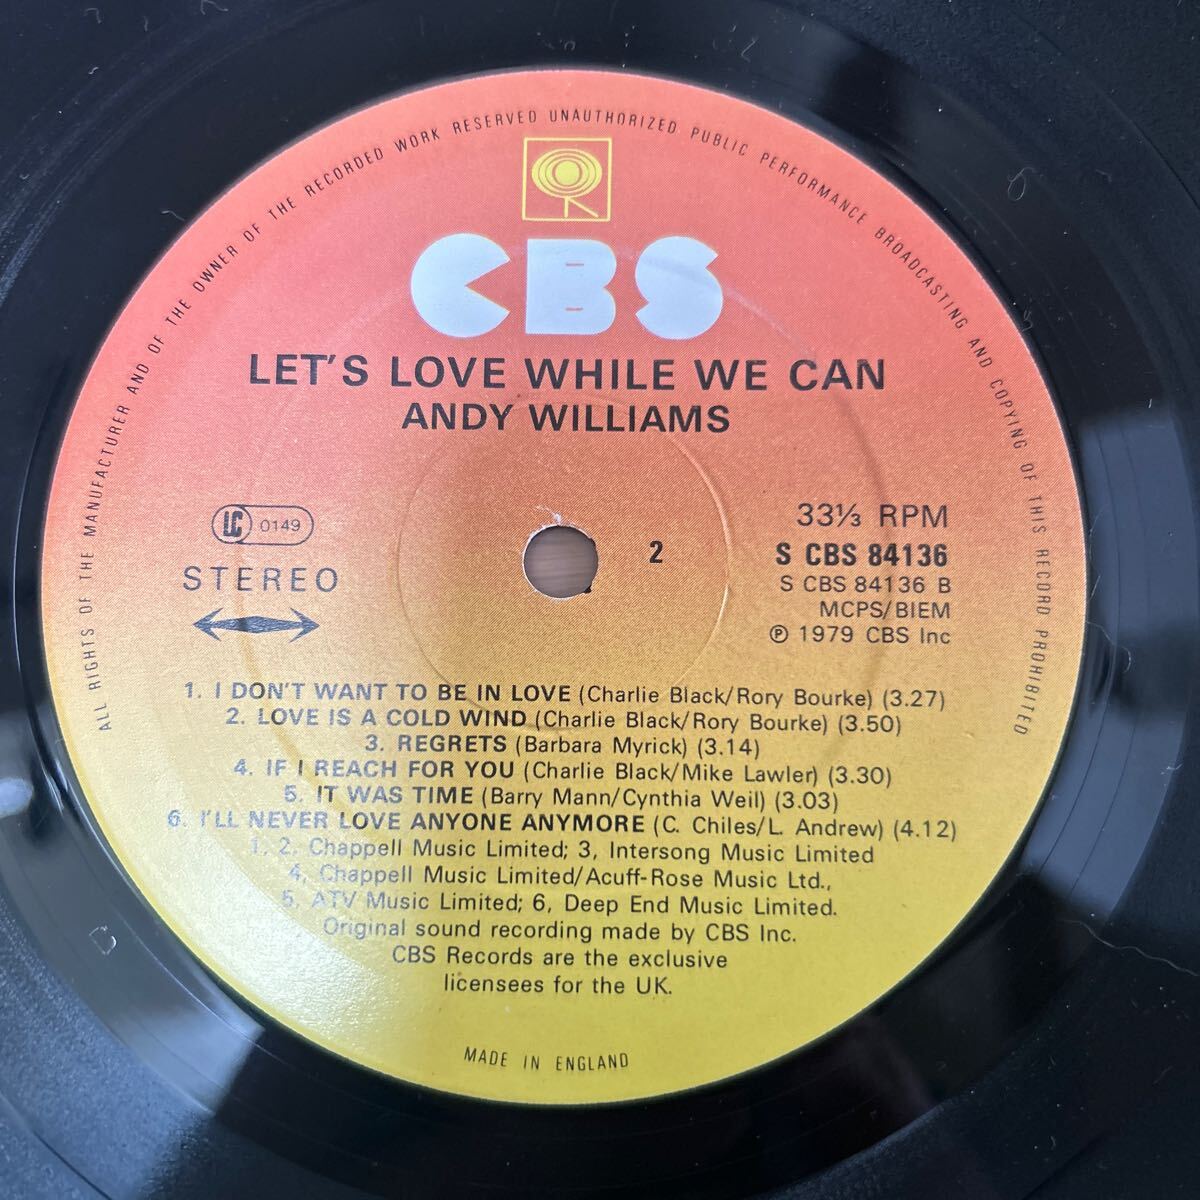 ALL RIGHTS OF THE MANUFACTURER AND OF THE OWNER OF THE RECORDED WORK RESERVED UNAUTHORIZED PUBLIC PERFORMANCE BROADCASTING AND COPYING OF THIS RECORD PROHIBITED
CBS
LET'S LOVE WHILE WE CAN
ANDY WILLIAMS
LC 0149
STEREO
2
33⅓ RPM
S CBS 84136
S CBS 84136 B
MCPS/BIEM
℗ 1979 CBS Inc
1. I DON'T WANT TO BE IN LOVE (Charlie Black/Rory Bourke) (3.27)
2. LOVE IS A COLD WIND (Charlie Black/Rory Bourke) (3.50)
3. REGRETS (Barbara Myrick) (3.14)
4. IF I REACH FOR YOU (Charlie Black/Mike Lawler) (3.30)
5. IT WAS TIME (Barry Mann/Cynthia Weil) (3.03)
6. I'LL NEVER LOVE ANYONE ANYMORE (C. Chiles/L. Andrew) (4.12)
1, 2, Chappell Music Limited; 3, Intersong Music Limited
4, Chappell Music Limited/Acuff-Rose Music Ltd.,
5, ATV Music Limited; 6, Deep End Music Limited.
Original sound recording made by CBS Inc.
CBS Records are the exclusive
licensees for the UK.
MADE IN ENGLAND